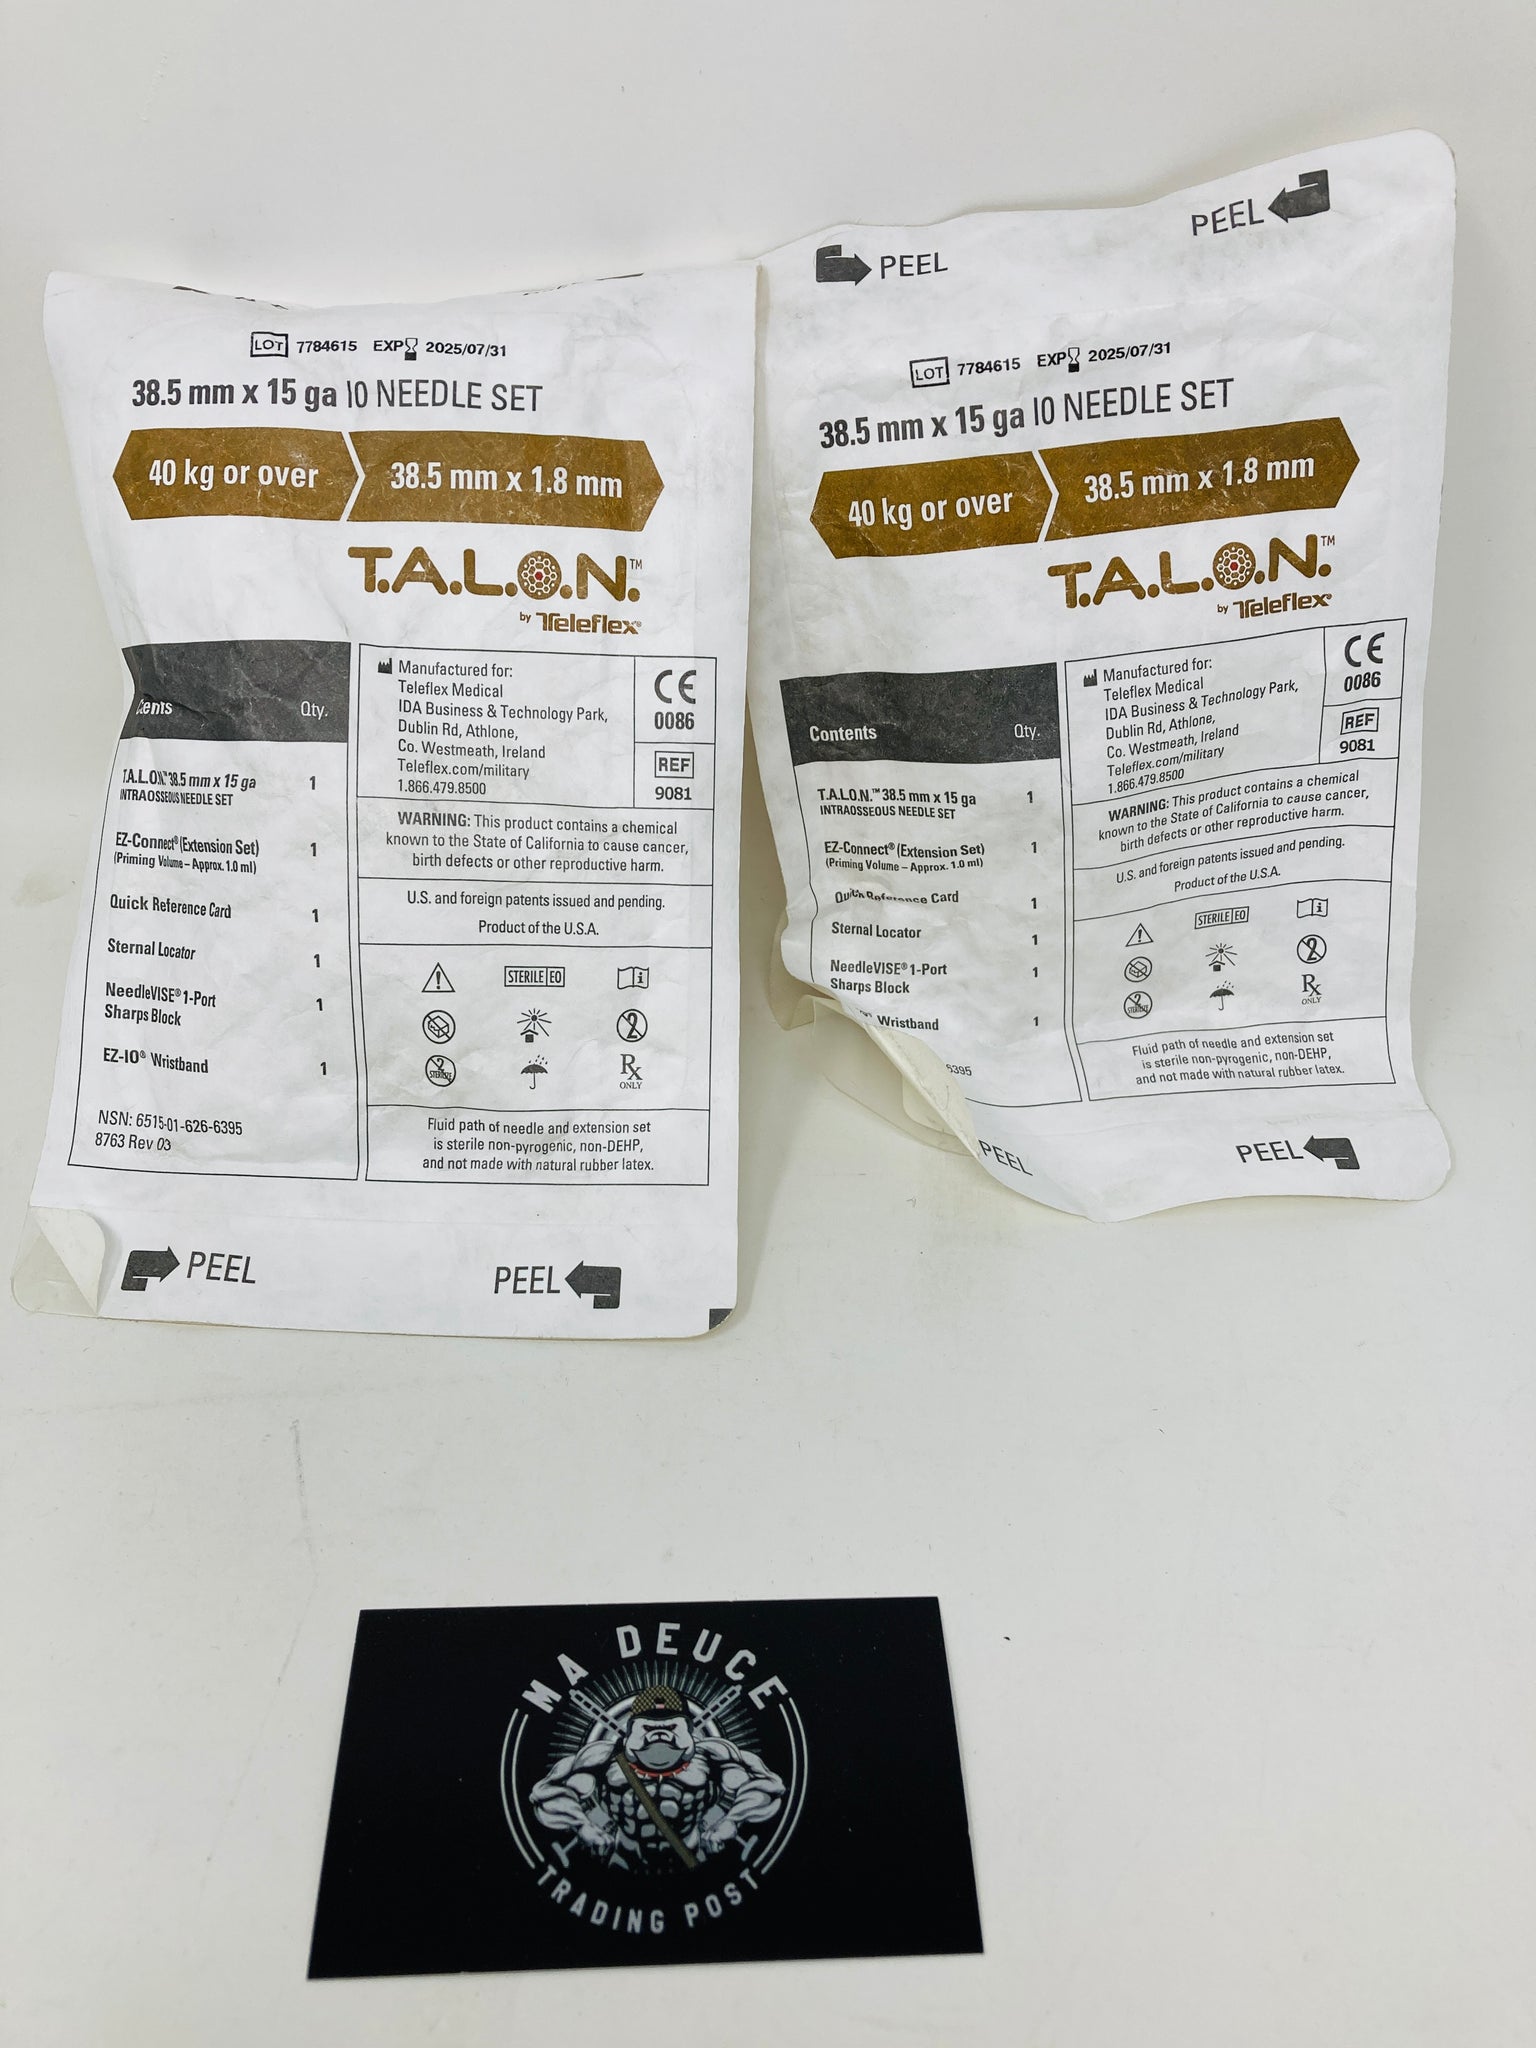 LOT 7784615 EXP 2025/07/31
38.5 mm x 15 ga IO NEEDLE SET
40 kg or over
38.5 mm x 1.8 mm
T.A.L.O.N.™
by Teleflex®
Qty.
T.A.L.O.N.™ 38.5 mm x 15 ga 1
INTRAOSSEOUS NEEDLE SET
EZ-Connect® (Extension Set) 1
(Priming Volume – Approx. 1.0 ml)
Quick Reference Card 1
Sternal Locator 1
NeedleVISE® 1-Port 1
Sharps Block
EZ-IO® Wristband 1
NSN: 6515-01-626-6395
8763 Rev 03
Manufactured for:
Teleflex Medical
IDA Business & Technology Park,
Dublin Rd, Athlone,
Co. Westmeath, Ireland
Teleflex.com/military
1.866.479.8500
CE
0086
REF
9081
WARNING: This product contains a chemical
known to the State of California to cause cancer,
birth defects or other reproductive harm.
U.S. and foreign patents issued and pending.
Product of the U.S.A.
STERILE EO
i
2
2
STERILIZE
Rx
ONLY
Fluid path of needle and extension set
is sterile non-pyrogenic, non-DEHP,
and not made with natural rubber latex.
PEEL
PEEL
PEEL
PEEL
LOT 7784615 EXP 2025/07/31
38.5 mm x 15 ga IO NEEDLE SET
40 kg or over
38.5 mm x 1.8 mm
T.A.L.O.N.™
by Teleflex®
Contents Qty.
T.A.L.O.N.™ 38.5 mm x 15 ga 1
INTRAOSSEOUS NEEDLE SET
EZ-Connect® (Extension Set) 1
(Priming Volume – Approx. 1.0 ml)
Quick Reference Card 1
Sternal Locator 1
NeedleVISE® 1-Port 1
Sharps Block
Wristband 1
6395
Manufactured for:
Teleflex Medical
IDA Business & Technology Park,
Dublin Rd, Athlone,
Co. Westmeath, Ireland
Teleflex.com/military
1.866.479.8500
CE
0086
REF
9081
WARNING: This product contains a chemical
known to the State of California to cause cancer,
birth defects or other reproductive harm.
U.S. and foreign patents issued and pending.
Product of the U.S.A.
STERILE EO
i
2
2
STERILIZE
Rx
ONLY
Fluid path of needle and extension set
is sterile non-pyrogenic, non-DEHP,
and not made with natural rubber latex.
PEEL
PEEL
MA DEUCE
TRADING POST